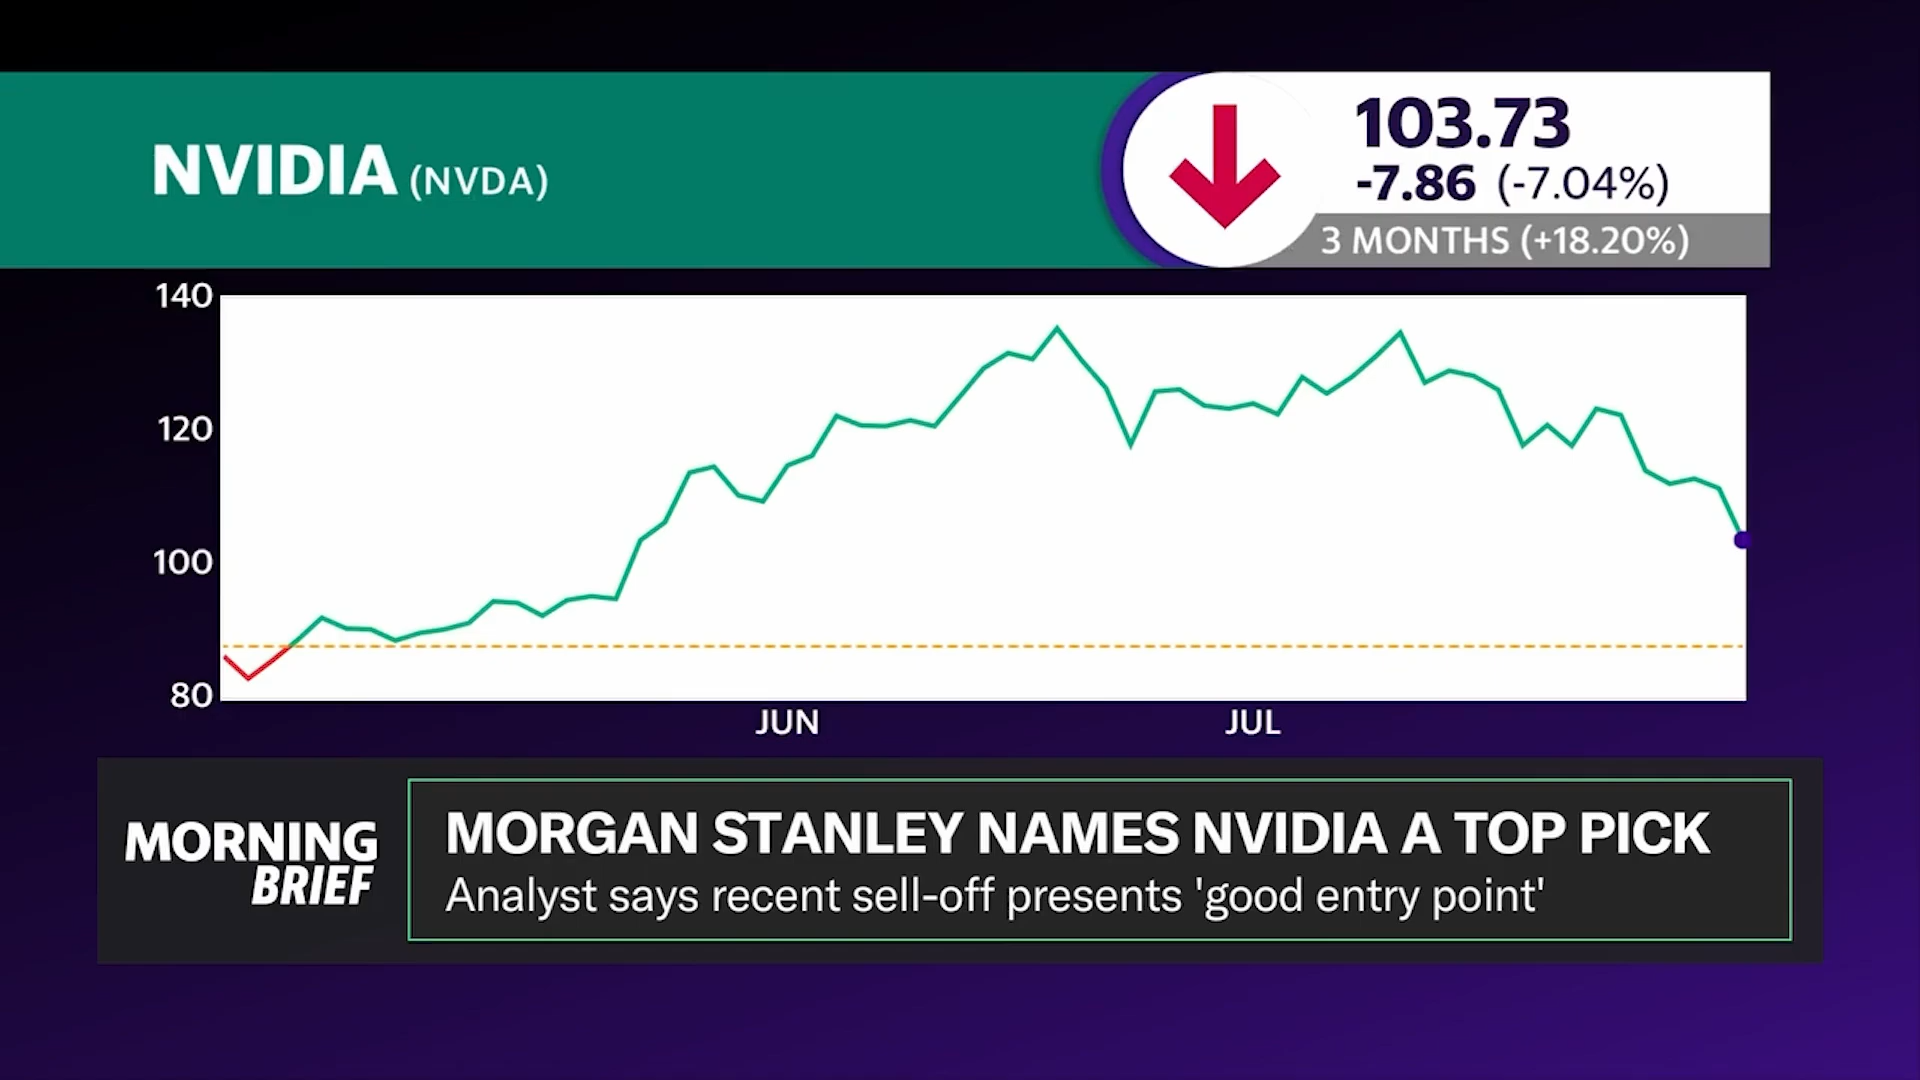 NVIDIA (NVDA)
103.73
-7.86 (-7.04%)
3 MONTHS (+18.20%)
140
120
100
80
JUN JUL
MORNING
BRIEF
MORGAN STANLEY NAMES NVIDIA A TOP PICK
Analyst says recent sell-off presents 'good entry point'